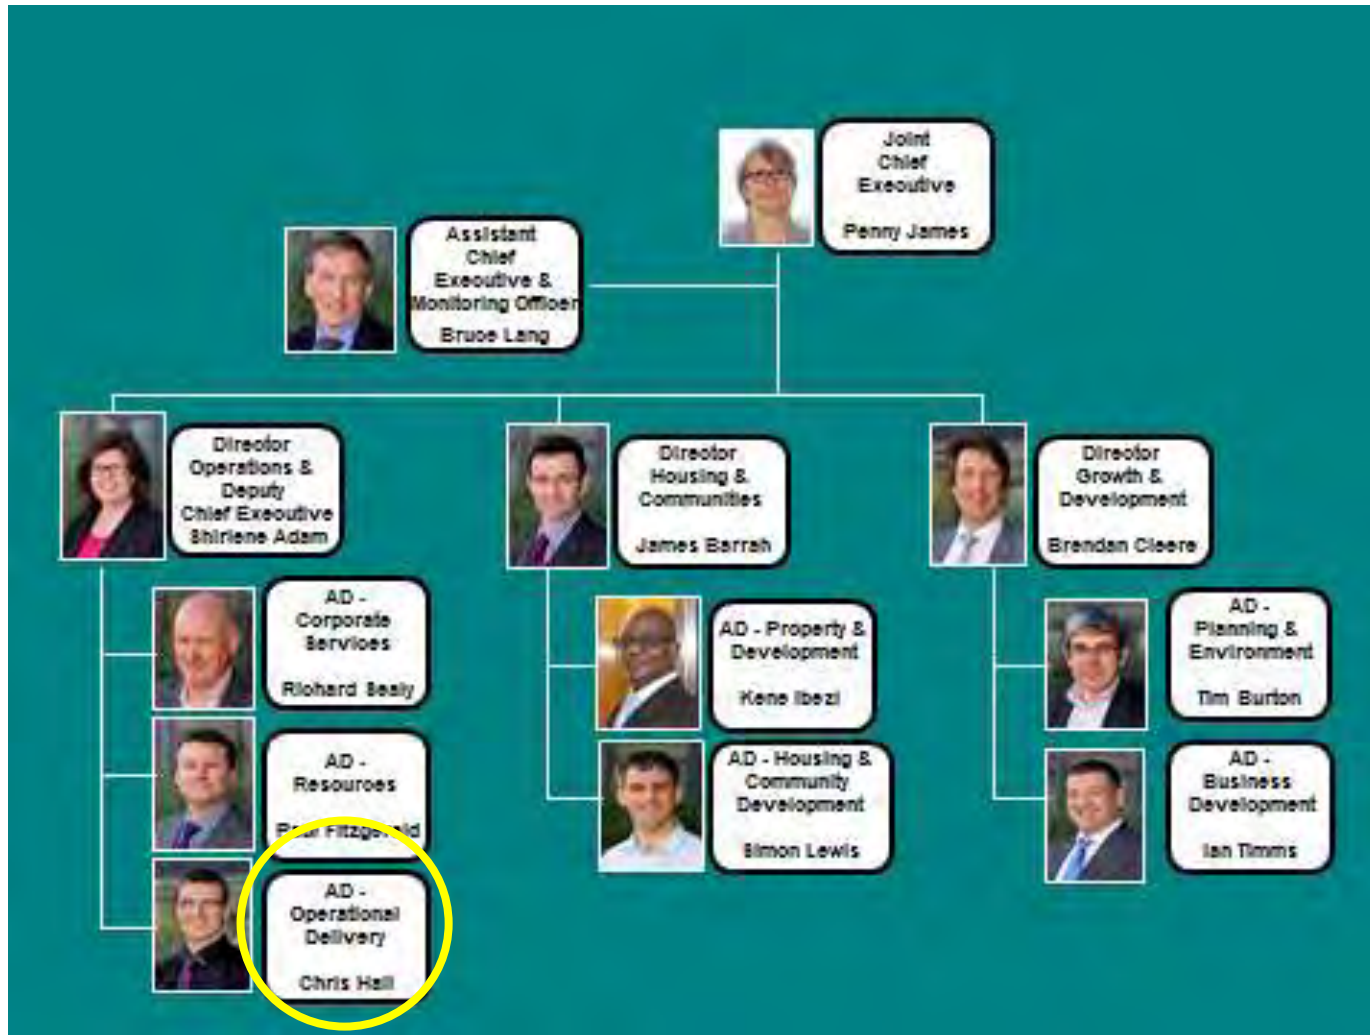 Joint
Chief
Executive
Penny James
Assistant
Chief
Executive &
Monitoring Officer
Bruce Lang
Director
Operations &
Deputy
Chief Executive
Shirlene Adam
Director
Housing &
Communities
James Barrah
Director
Growth &
Development
Brendan Cleere
AD -
Corporate
Services
Richard Sealy
AD -
Resources
Paul Fitzgerald
AD -
Operational
Delivery
Chris Hall
AD - Property &
Development
Kene Ibezi
AD - Housing &
Community
Development
Simon Lewis
AD -
Planning &
Environment
Tim Burton
AD -
Business
Development
Ian Timms